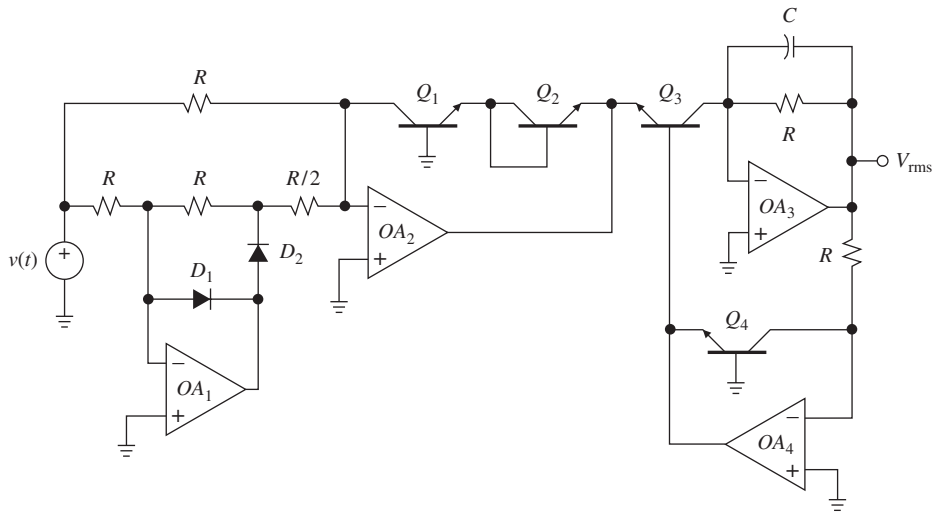 C
R
Q1
Q2
Q3
R
Vrms
R
R
R/2
−
OA3
+
−
OA2
+
v(t)
+
D2
R
D1
Q4
−
OA1
+
−
OA4
+